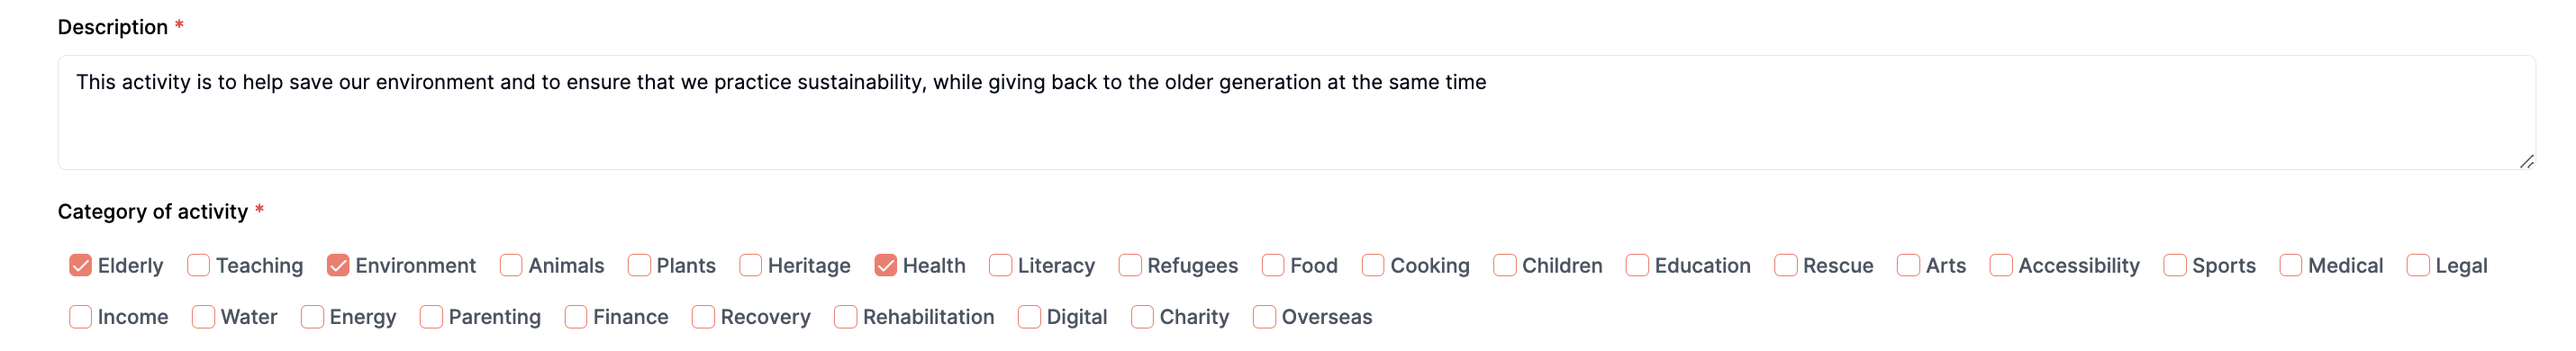 Description *
This activity is to help save our environment and to ensure that we practice sustainability, while giving back to the older generation at the same time
Category of activity *
Elderly Teaching Environment Animals Plants Heritage Health Literacy Refugees Food Cooking Children Education Rescue Arts Accessibility Sports Medical Legal
Income Water Energy Parenting Finance Recovery Rehabilitation Digital Charity Overseas